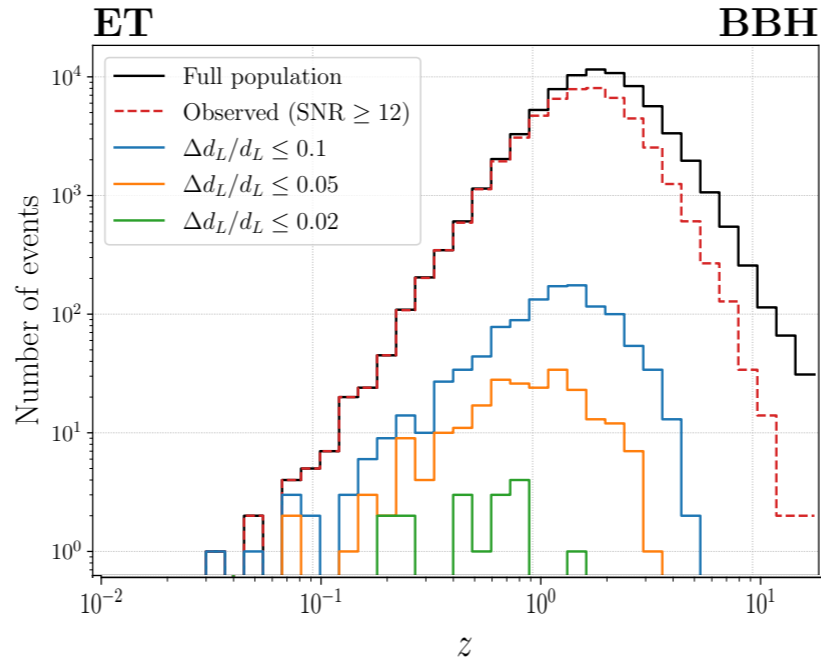 ET BBH
Full population
Observed (SNR ≥ 12)
Δd_L/d_L ≤ 0.1
Δd_L/d_L ≤ 0.05
Δd_L/d_L ≤ 0.02
Number of events
10^4
10^3
10^2
10^1
10^0
10^−2 10^−1 10^0 10^1
z